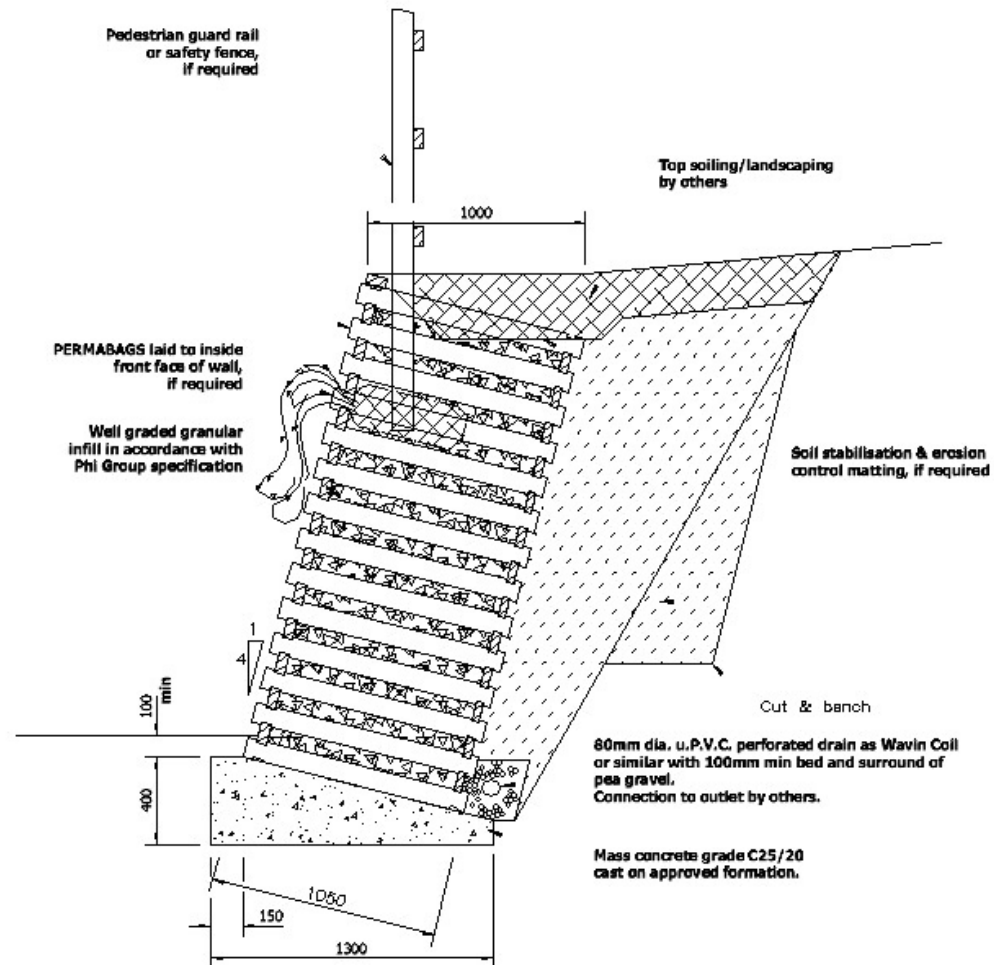 Pedestrian guard rail
or safety fence,
if required
Top soiling/landscaping
by others
1000
PERMABAGS laid to inside
front face of wall,
if required
Well graded granular
infill in accordance with
Phi Group specification
Soil stabilisation & erosion
control matting, if required
1
4
100
min
Cut & banch
80mm dia. u.P.V.C. perforated drain as Wavin Coil
or similar with 100mm min bed and surround of
pea gravel.
Connection to outlet by others.
400
Mass concrete grade C25/20
cast on approved formation.
1050
150
1300